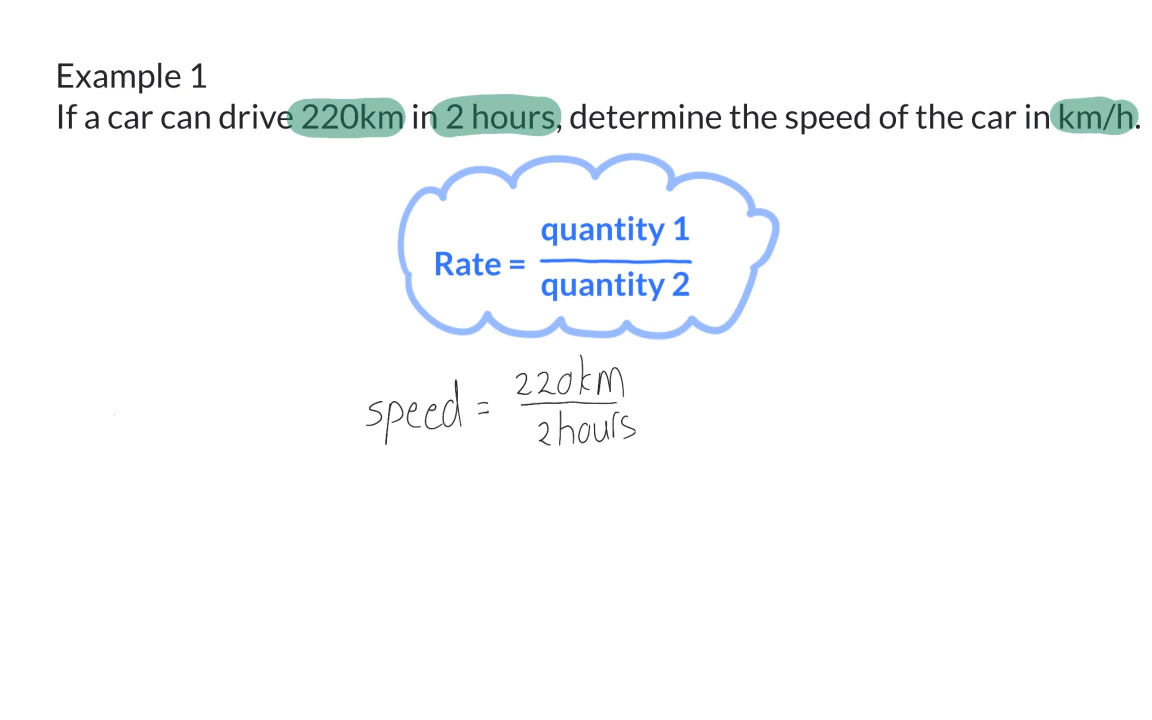 Example 1
If a car can drive 220km in 2 hours, determine the speed of the car in km/h.
quantity 1
Rate =
quantity 2
220km
speed =
2hours